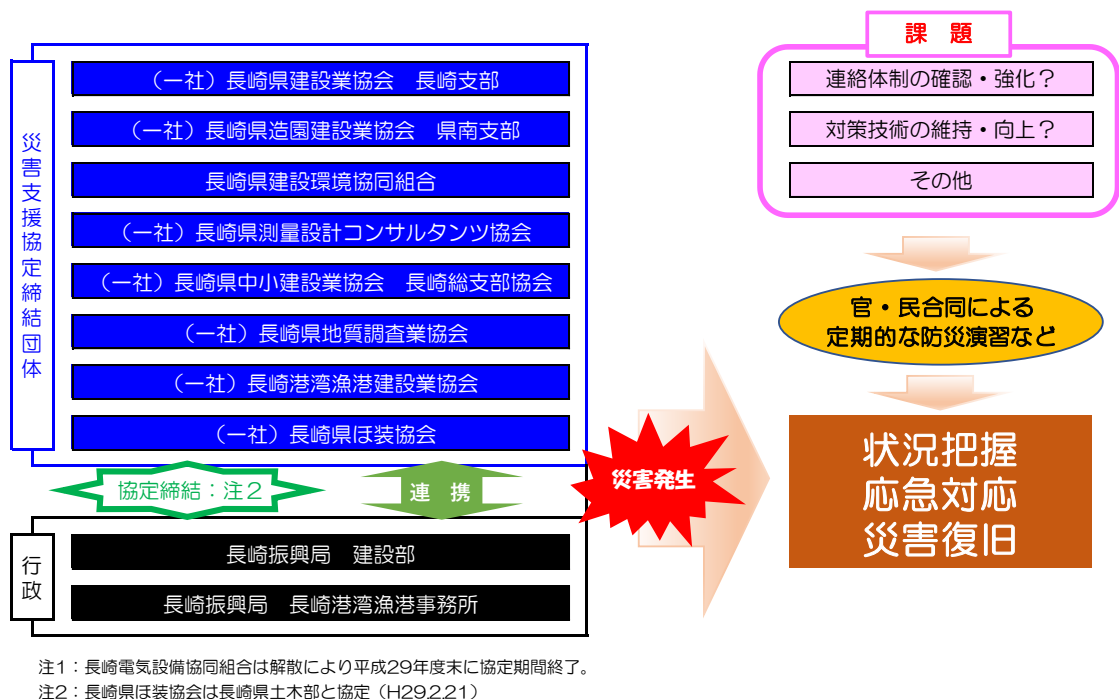 災害支援協定締結団体
（一社）長崎県建設業協会　長崎支部
（一社）長崎県造園建設業協会　県南支部
長崎県建設環境協同組合
（一社）長崎県測量設計コンサルタンツ協会
（一社）長崎県中小建設業協会　長崎総支部協会
（一社）長崎県地質調査業協会
（一社）長崎港湾漁港建設業協会
（一社）長崎県ほ装協会
協定締結：注２
連　携
行政
長崎振興局　建設部
長崎振興局　長崎港湾漁港事務所
災害発生
課　題
連絡体制の確認・強化？
対策技術の維持・向上？
その他
官・民合同による
定期的な防災演習など
状況把握
応急対応
災害復旧
注１：長崎電気設備協同組合は解散により平成29年度末に協定期間終了。
注２：長崎県ほ装協会は長崎県土木部と協定（H29.2.21）